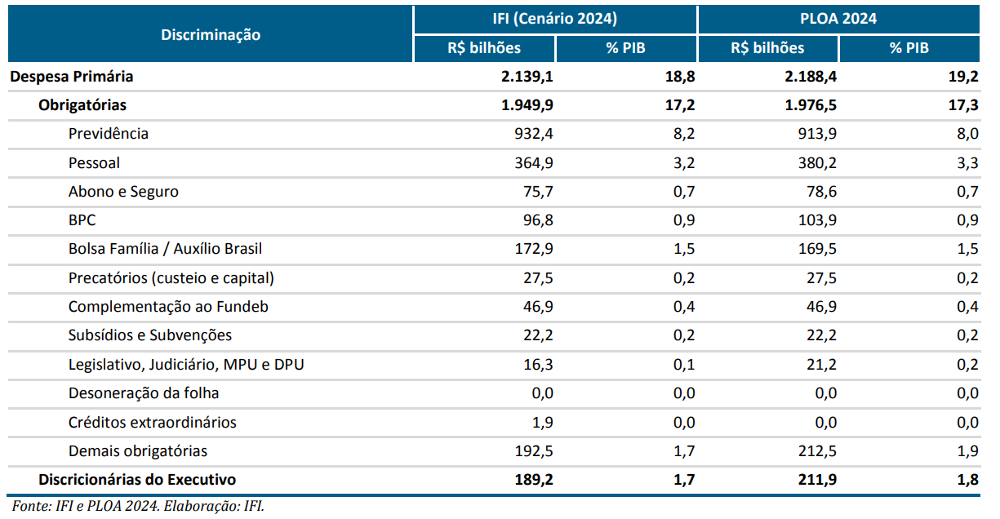 Discriminação IFI (Cenário 2024) PLOA 2024
R$ bilhões % PIB R$ bilhões % PIB
Despesa Primária 2.139,1 18,8 2.188,4 19,2
Obrigatórias 1.949,9 17,2 1.976,5 17,3
Previdência 932,4 8,2 913,9 8,0
Pessoal 364,9 3,2 380,2 3,3
Abono e Seguro 75,7 0,7 78,6 0,7
BPC 96,8 0,9 103,9 0,9
Bolsa Família / Auxílio Brasil 172,9 1,5 169,5 1,5
Precatórios (custeio e capital) 27,5 0,2 27,5 0,2
Complementação ao Fundeb 46,9 0,4 46,9 0,4
Subsídios e Subvenções 22,2 0,2 22,2 0,2
Legislativo, Judiciário, MPU e DPU 16,3 0,1 21,2 0,2
Desoneração da folha 0,0 0,0 0,0 0,0
Créditos extraordinários 1,9 0,0 0,0 0,0
Demais obrigatórias 192,5 1,7 212,5 1,9
Discricionárias do Executivo 189,2 1,7 211,9 1,8
Fonte: IFI e PLOA 2024. Elaboração: IFI.